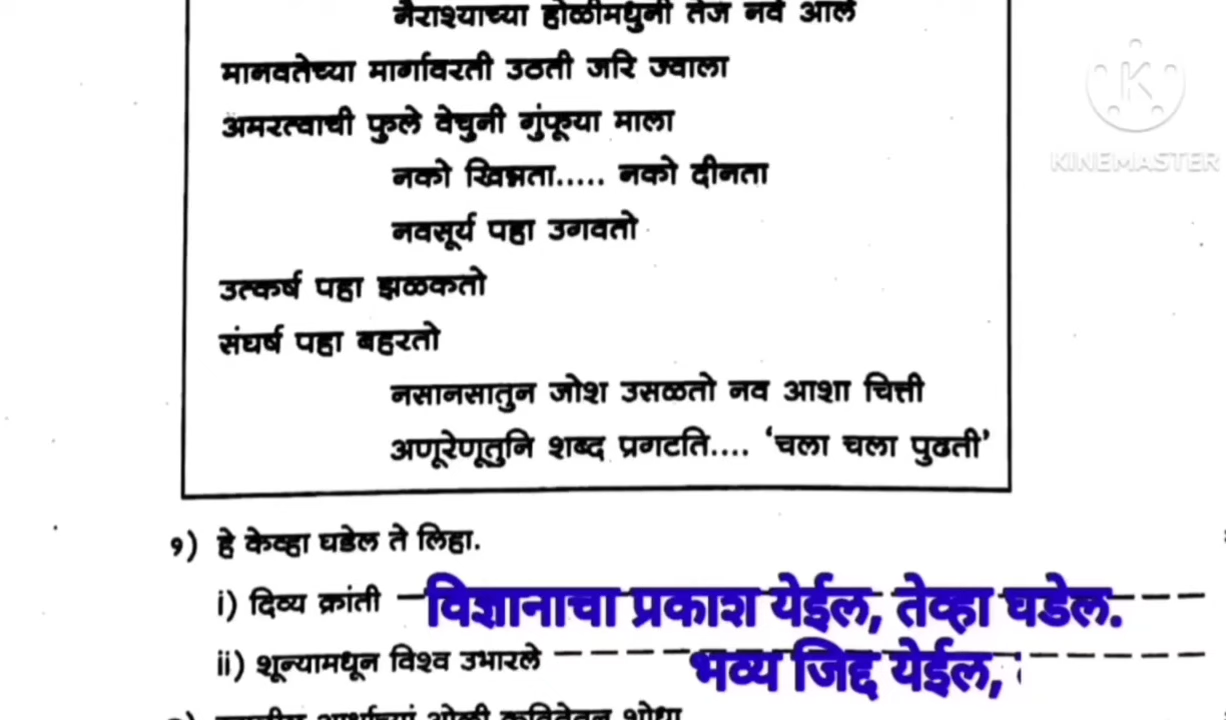 नैराश्याच्या होळीमधुनी तेज नवे आले
मानवतेच्या मार्गावरती उठती जरि ज्वाला
अमरत्वाची फुले वेचुनी गुंफूया माला
नको खिन्नता..... नको दीनता
नवसूर्य पहा उगवतो
उत्कर्ष पहा झळकतो
संघर्ष पहा बहरतो
नसानसातुन जोश उसळतो नव आशा चित्ती
अणूरेणूतुनि शब्द प्रगटति.... ‘चला चला पुढती’
१) हे केव्हा घडेल ते लिहा.
i) दिव्य क्रांती विज्ञानाचा प्रकाश येईल, तेव्हा घडेल.
ii) शून्यामधून विश्व उभारले भव्य जिद्द येईल,
कवितेतून शोधा
KINEMASTER